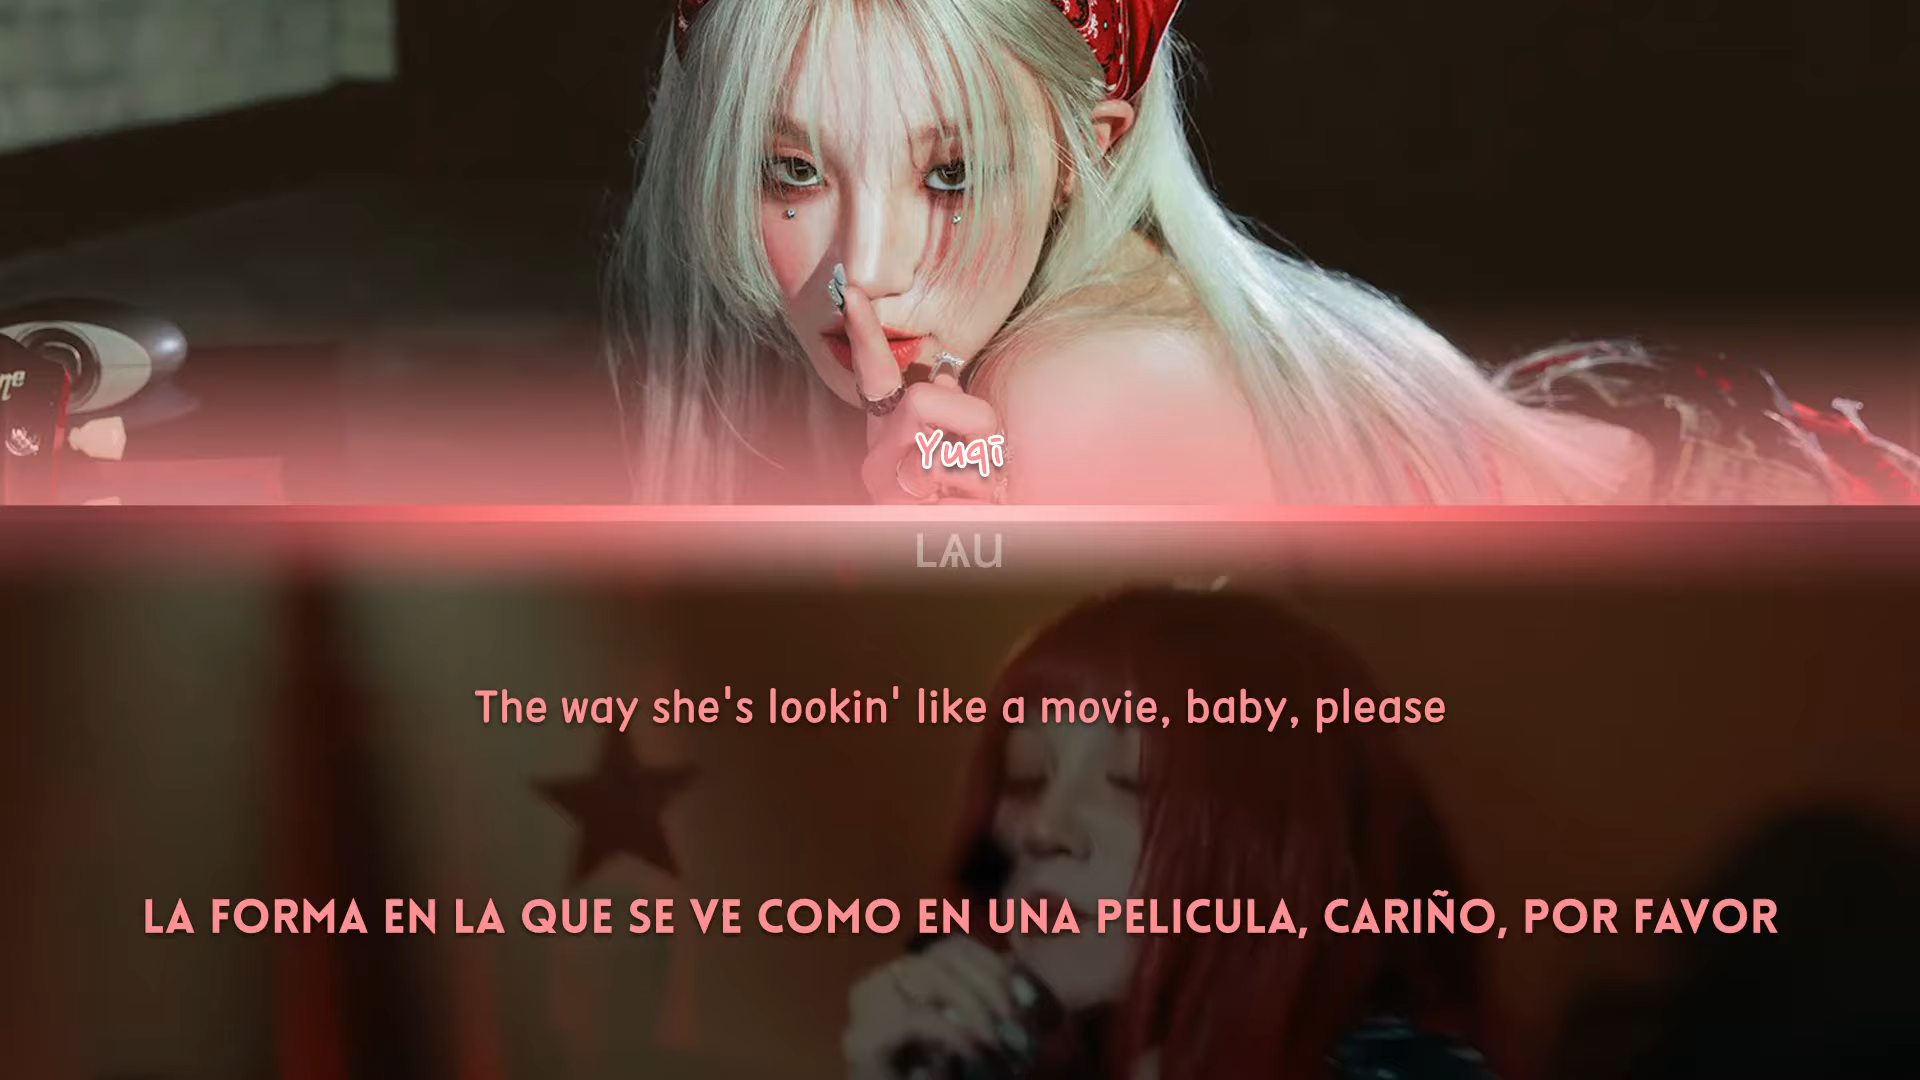 Yuqi
LAU
The way she's lookin' like a movie, baby, please
LA FORMA EN LA QUE SE VE COMO EN UNA PELICULA, CARIÑO, POR FAVOR